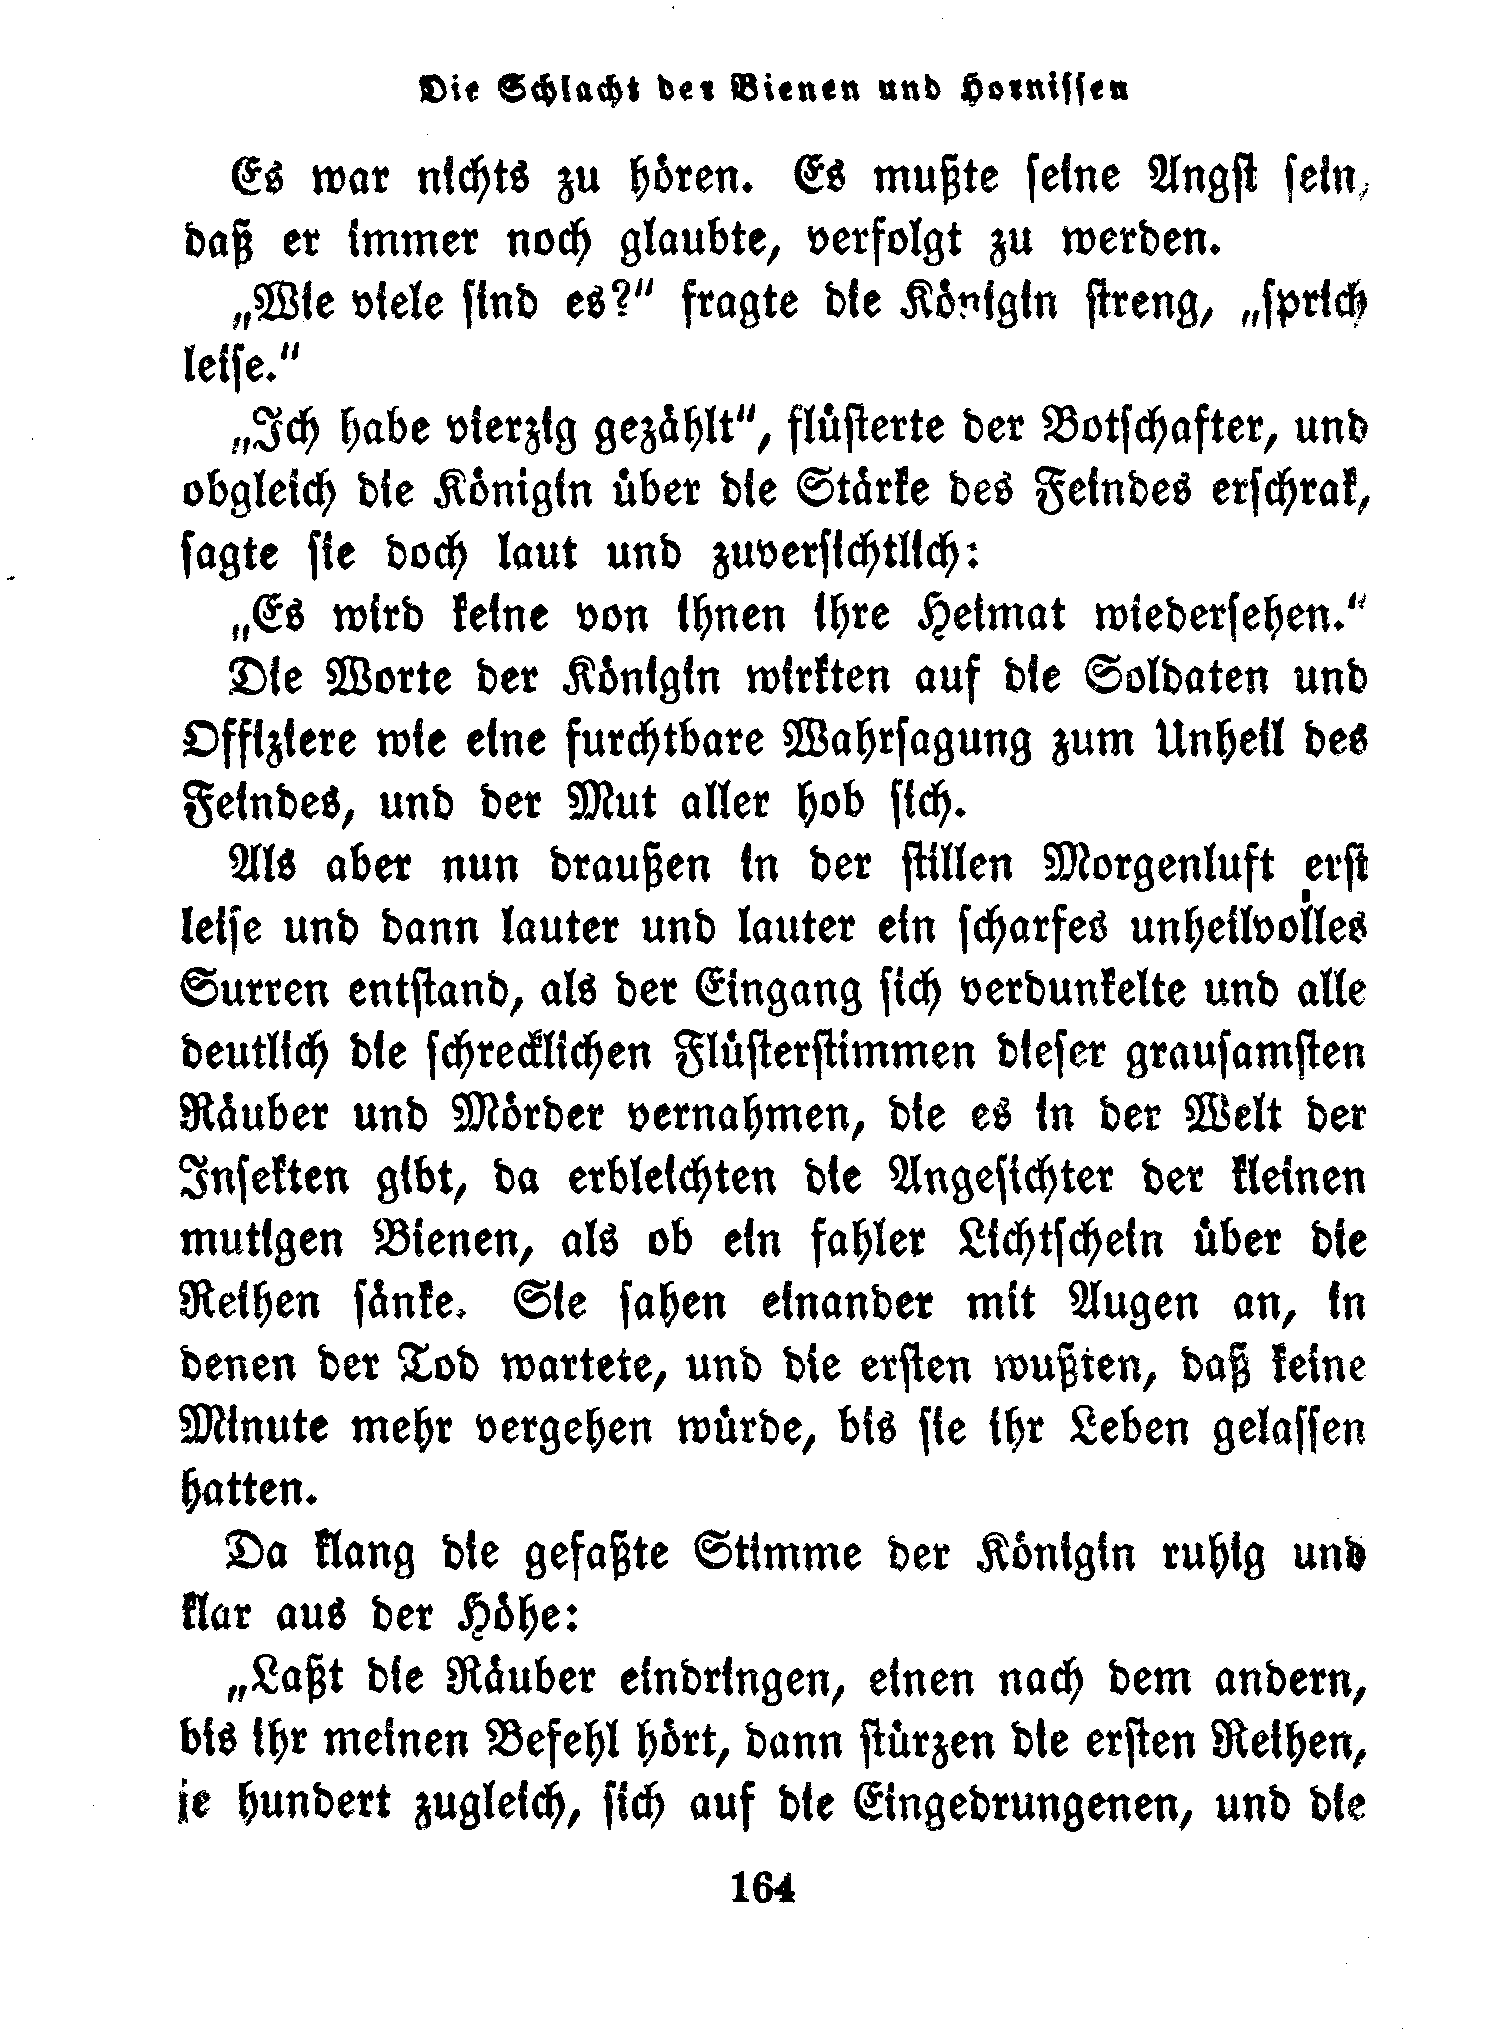 Die Schlacht der Bienen und Hornissen
Es war nichts zu hören. Es mußte seine Angst sein,
daß er immer noch glaubte, verfolgt zu werden.
„Wie viele sind es?“ fragte die Königin streng, „sprich
leise.“
„Ich habe vierzig gezählt“, flüsterte der Botschafter, und
obgleich die Königin über die Stärke des Feindes erschrak,
sagte sie doch laut und zuversichtlich:
„Es wird keine von ihnen ihre Heimat wiedersehen.“
Die Worte der Königin wirkten auf die Soldaten und
Offiziere wie eine furchtbare Wahrsagung zum Unheil des
Feindes, und der Mut aller hob sich.
Als aber nun draußen in der stillen Morgenluft erst
leise und dann lauter und lauter ein scharfes unheilvolles
Surren entstand, als der Eingang sich verdunkelte und alle
deutlich die schrecklichen Flüsterstimmen dieser grausamsten
Räuber und Mörder vernahmen, die es in der Welt der
Insekten gibt, da erbleichten die Angesichter der kleinen
mutigen Bienen, als ob ein fahler Lichtschein über die
Reihen sänke. Sie sahen einander mit Augen an, in
denen der Tod wartete, und die ersten wußten, daß keine
Minute mehr vergehen würde, bis sie ihr Leben gelassen
hatten.
Da klang die gefaßte Stimme der Königin ruhig und
klar aus der Höhe:
„Laßt die Räuber eindringen, einen nach dem andern,
bis ihr meinen Befehl hört, dann stürzen die ersten Reihen,
je hundert zugleich, sich auf die Eingedrungenen, und die
164